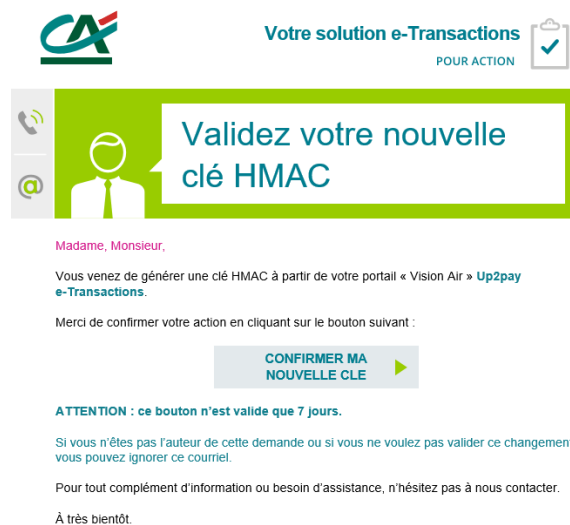 CA
Votre solution e-Transactions
POUR ACTION
@
Validez votre nouvelle
clé HMAC
Madame, Monsieur,
Vous venez de générer une clé HMAC à partir de votre portail « Vision Air » Up2pay
e-Transactions.
Merci de confirmer votre action en cliquant sur le bouton suivant :
CONFIRMER MA
NOUVELLE CLE
ATTENTION : ce bouton n’est valide que 7 jours.
Si vous n’êtes pas l’auteur de cette demande ou si vous ne voulez pas valider ce changemen
vous pouvez ignorer ce courriel.
Pour tout complément d’information ou besoin d’assistance, n’hésitez pas à nous contacter.
À très bientôt.